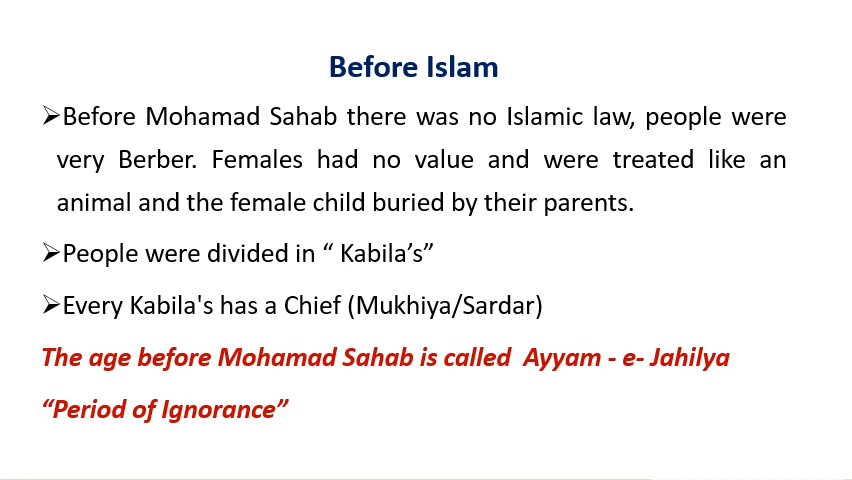 Before Islam
➢Before Mohamad Sahab there was no Islamic law, people were
very Berber. Females had no value and were treated like an
animal and the female child buried by their parents.
➢People were divided in “ Kabila’s”
➢Every Kabila's has a Chief (Mukhiya/Sardar)
The age before Mohamad Sahab is called Ayyam - e- Jahilya
“Period of Ignorance”